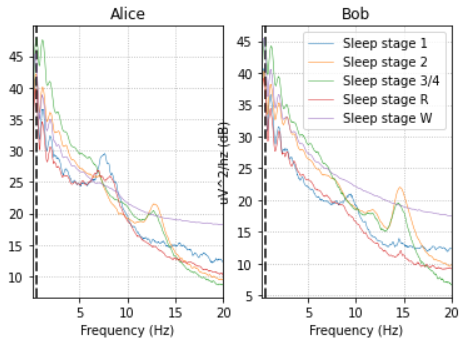 Alice
Bob
45
40
35
30
25
20
15
10
5
10
15
20
Frequency (Hz)
uV^2/hz (dB)
45
40
35
30
25
20
15
10
5
5
10
15
20
Frequency (Hz)
Sleep stage 1
Sleep stage 2
Sleep stage 3/4
Sleep stage R
Sleep stage W